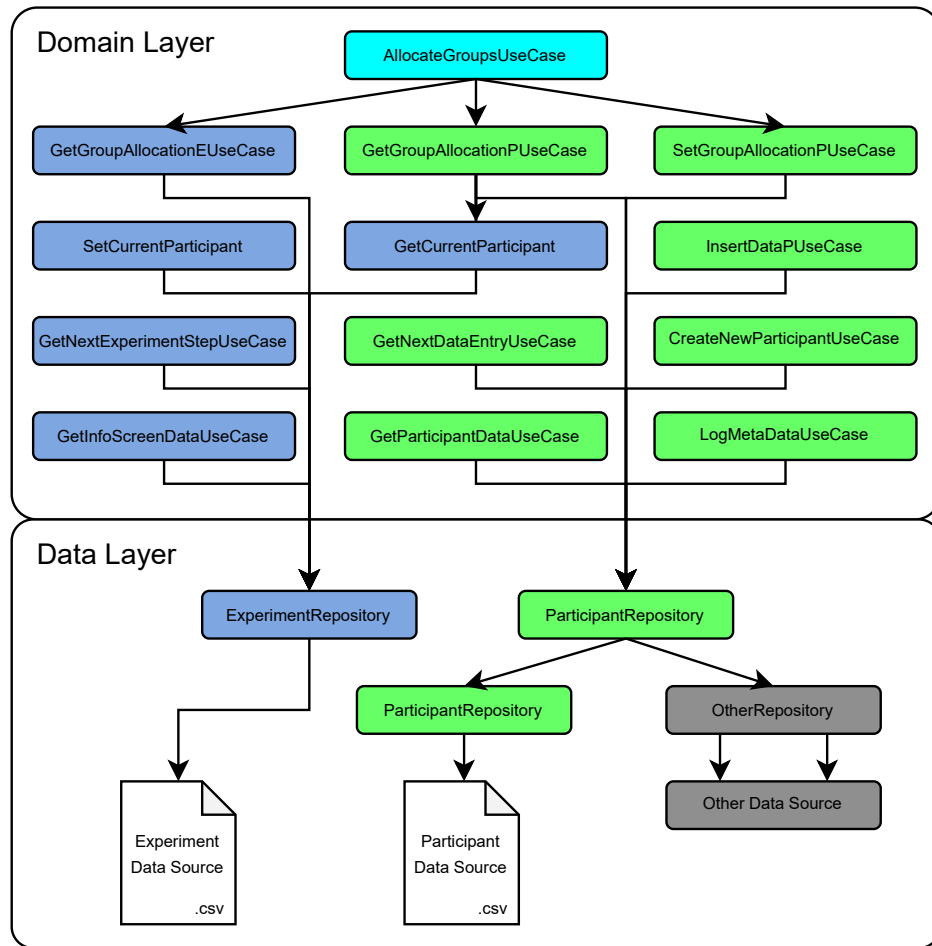 Domain Layer
AllocateGroupsUseCase
GetGroupAllocationEUseCase
GetGroupAllocationPUseCase
SetGroupAllocationPUseCase
SetCurrentParticipant
GetCurrentParticipant
InsertDataPUseCase
GetNextExperimentStepUseCase
GetNextDataEntryUseCase
CreateNewParticipantUseCase
GetInfoScreenDataUseCase
GetParticipantDataUseCase
LogMetaDataUseCase
Data Layer
ExperimentRepository
ParticipantRepository
ParticipantRepository
OtherRepository
Other Data Source
Experiment
Data Source
.csv
Participant
Data Source
.csv